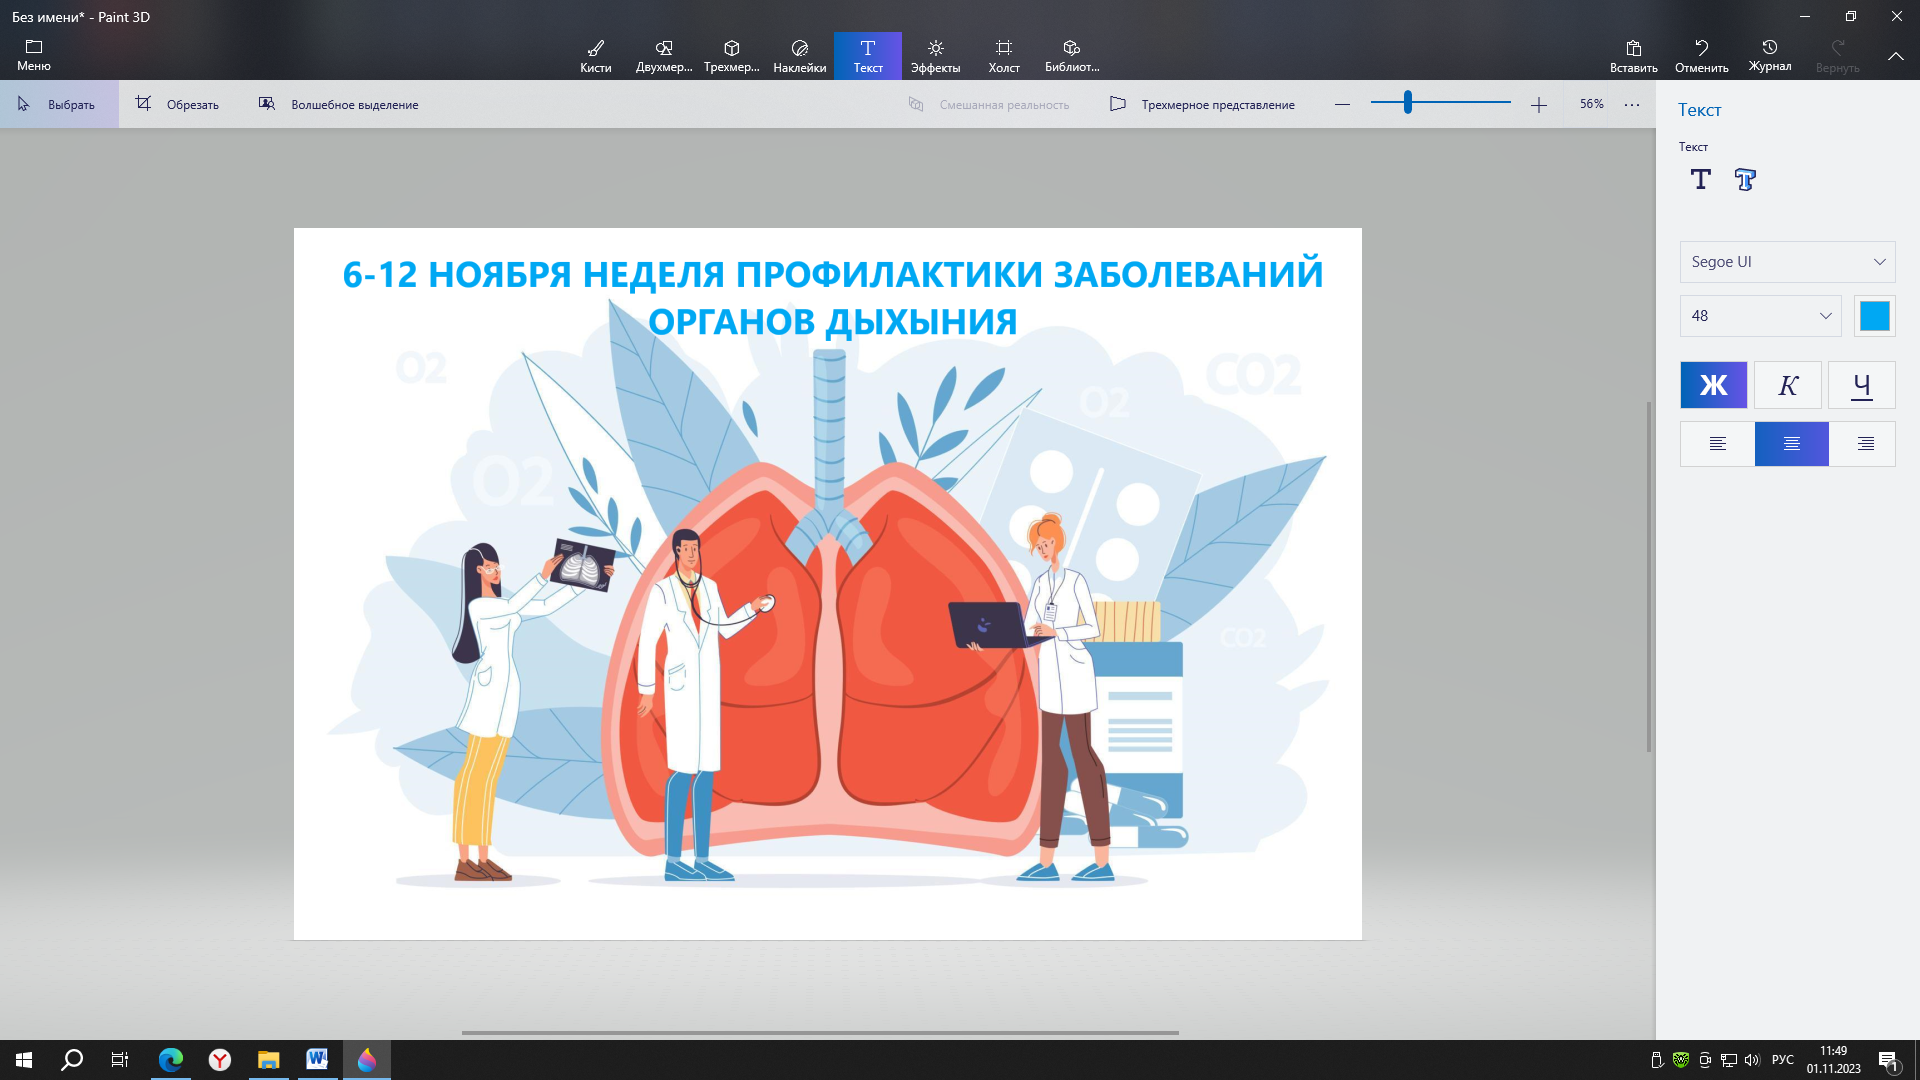 Без имени* - Paint 3D
Меню
Кисти
Двухмер...
Трехмер...
Наклейки
Текст
Эффекты
Холст
Библиот...
Вставить
Отменить
Журнал
Вернуть
Выбрать
Обрезать
Волшебное выделение
Смешанная реальность
Трехмерное представление
56%
Текст
Текст
Segoe UI
48
Ж
К
Ч
6-12 НОЯБРЯ НЕДЕЛЯ ПРОФИЛАКТИКИ ЗАБОЛЕВАНИЙ
ОРГАНОВ ДЫХЫНИЯ
O2
CO2
O2
O2
CO2
РУС
11:49
01.11.2023
1